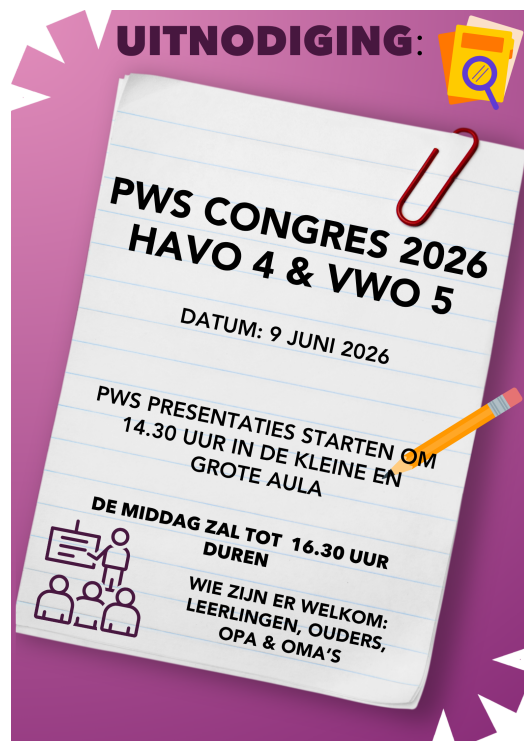 UITNODIGING:
PWS CONGRES 2026
HAVO 4 & VWO 5
DATUM: 9 JUNI 2026
PWS PRESENTATIES STARTEN OM
14.30 UUR IN DE KLEINE EN
GROTE AULA
DE MIDDAG ZAL TOT 16.30 UUR
DUREN
WIE ZIJN ER WELKOM:
LEERLINGEN, OUDERS,
OPA & OMA'S